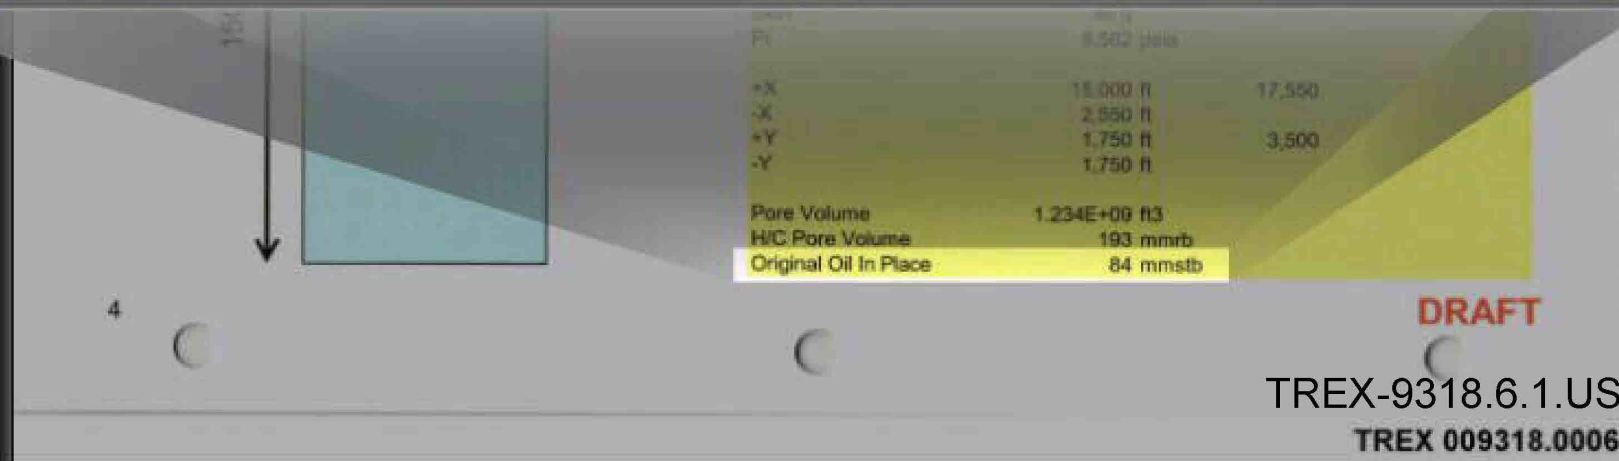 Pi psia
+X 15,000 ft 17,550
-X 2,550 ft
+Y 1,750 ft 3,500
-Y 1,750 ft
Pore Volume 1.234E+09 ft3
H/C Pore Volume 193 mmrb
Original Oil In Place 84 mmstb
4
DRAFT
TREX-9318.6.1.US
TREX 009318.0006